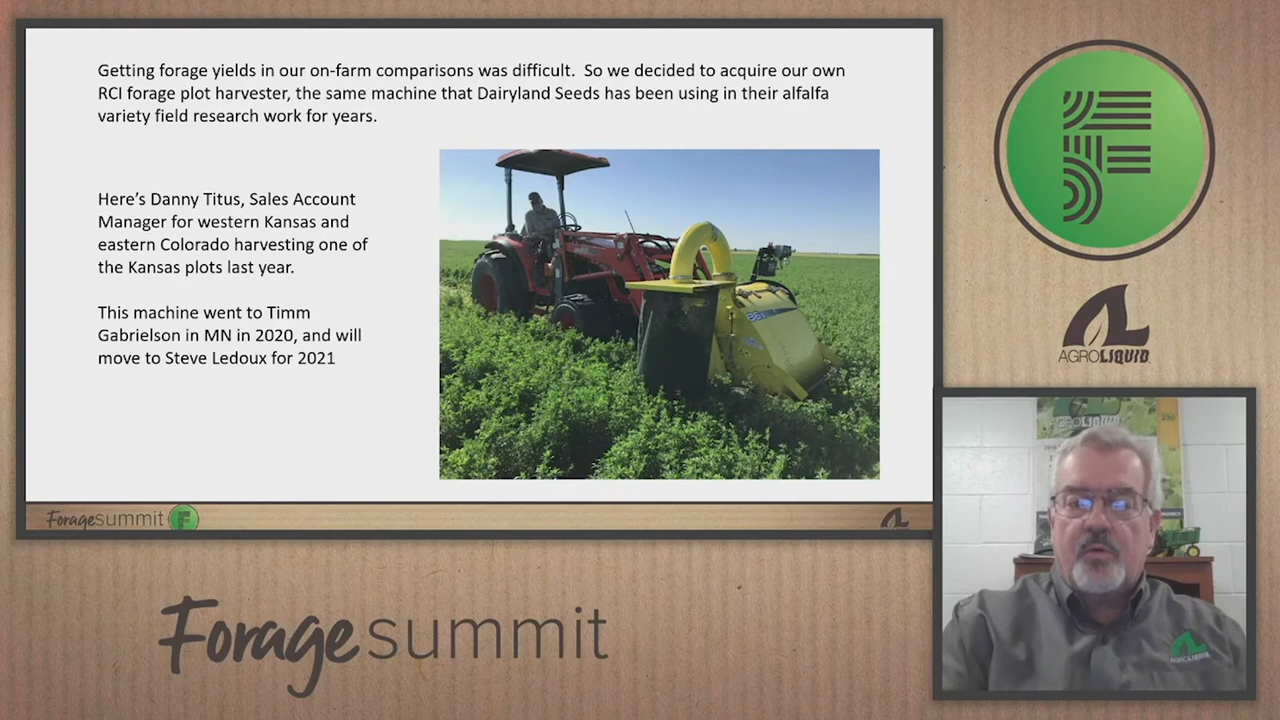 Getting forage yields in our on-farm comparisons was difficult.  So we decided to acquire our own
RCI forage plot harvester, the same machine that Dairyland Seeds has been using in their alfalfa
variety field research work for years.
Here's Danny Titus, Sales Account
Manager for western Kansas and
eastern Colorado harvesting one of
the Kansas plots last year.
This machine went to Timm
Gabrielson in MN in 2020, and will
move to Steve Ledoux for 2021
Foragesummit F
F
AGROLIQUID
AGROLIQUID
AGROLIQUID
Foragesummit